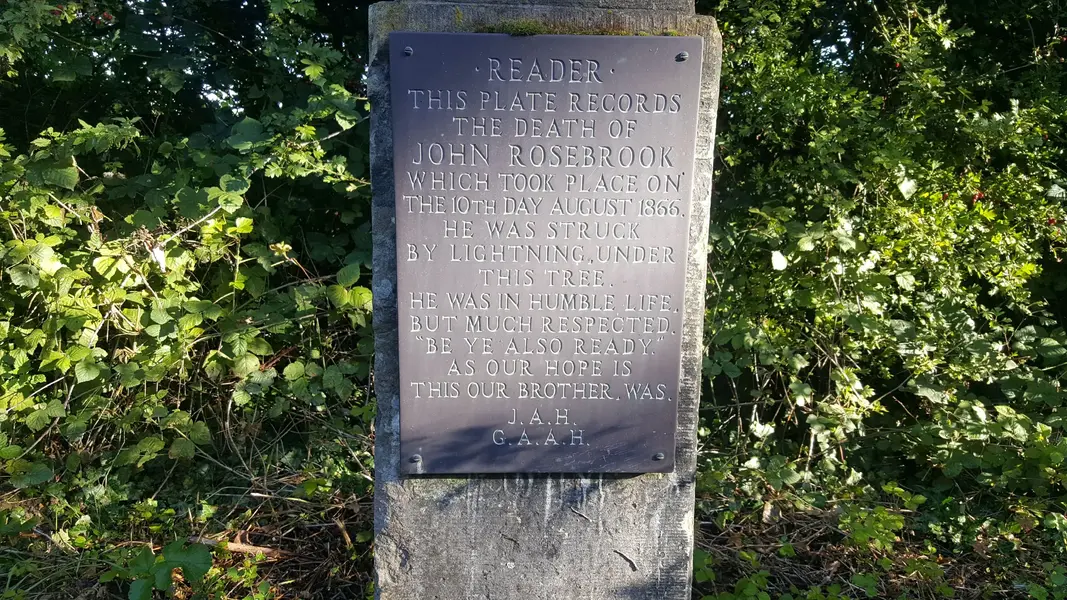 · READER ·
THIS PLATE RECORDS
THE DEATH OF
JOHN ROSEBROOK
WHICH TOOK PLACE ON
THE 10TH DAY AUGUST 1866.
HE WAS STRUCK
BY LIGHTNING, UNDER
THIS TREE.
HE WAS IN HUMBLE LIFE,
BUT MUCH RESPECTED.
"BE YE ALSO READY."
AS OUR HOPE IS
THIS OUR BROTHER, WAS.
J.A.H.
G.A.A.H.